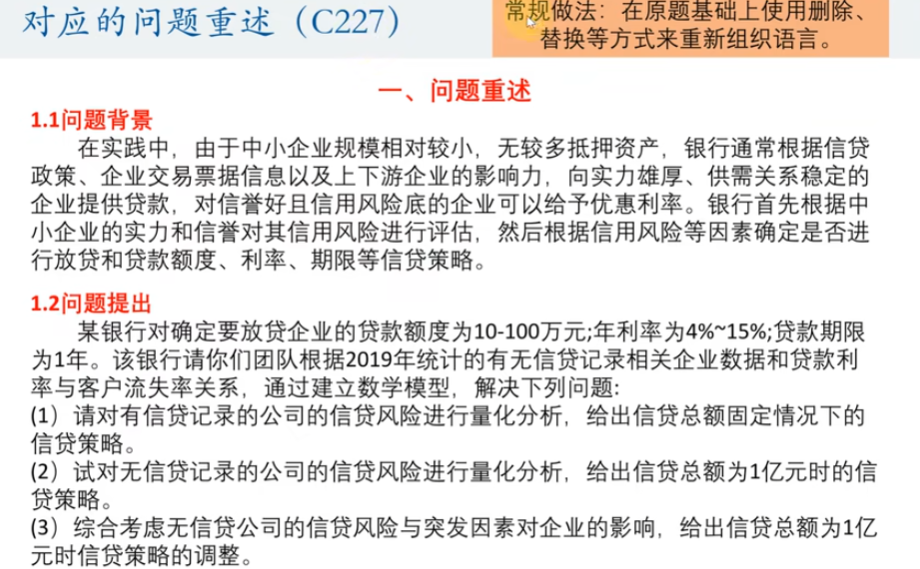 对应的问题重述（C227）
常规做法：在原题基础上使用删除、
替换等方式来重新组织语言。
一、问题重述
1.1问题背景
在实践中，由于中小企业规模相对较小，无较多抵押资产，银行通常根据信贷
政策、企业交易票据信息以及上下游企业的影响力，向实力雄厚、供需关系稳定的
企业提供贷款，对信誉好且信用风险底的企业可以给予优惠利率。银行首先根据中
小企业的实力和信誉对其信用风险进行评估，然后根据信用风险等因素确定是否进
行放贷和贷款额度、利率、期限等信贷策略。
1.2问题提出
某银行对确定要放贷企业的贷款额度为10-100万元;年利率为4%~15%;贷款期限
为1年。该银行请你们团队根据2019年统计的有无信贷记录相关企业数据和贷款利
率与客户流失率关系，通过建立数学模型，解决下列问题:
(1）请对有信贷记录的公司的信贷风险进行量化分析，给出信贷总额固定情况下的
信贷策略。
(2）试对无信贷记录的公司的信贷风险进行量化分析，给出信贷总额为1亿元时的信
贷策略。
(3）综合考虑无信贷公司的信贷风险与突发因素对企业的影响，给出信贷总额为1亿
元时信贷策略的调整。